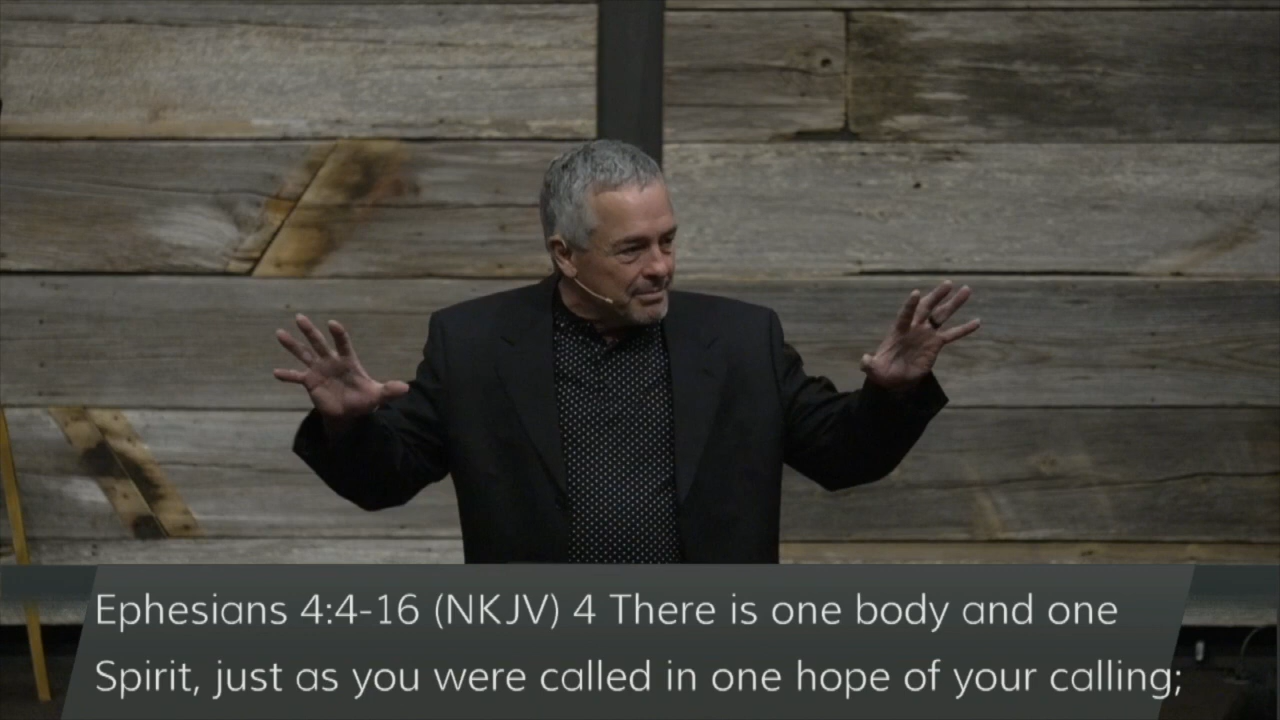 Ephesians 4:4-16 (NKJV) 4 There is one body and one
Spirit, just as you were called in one hope of your calling;